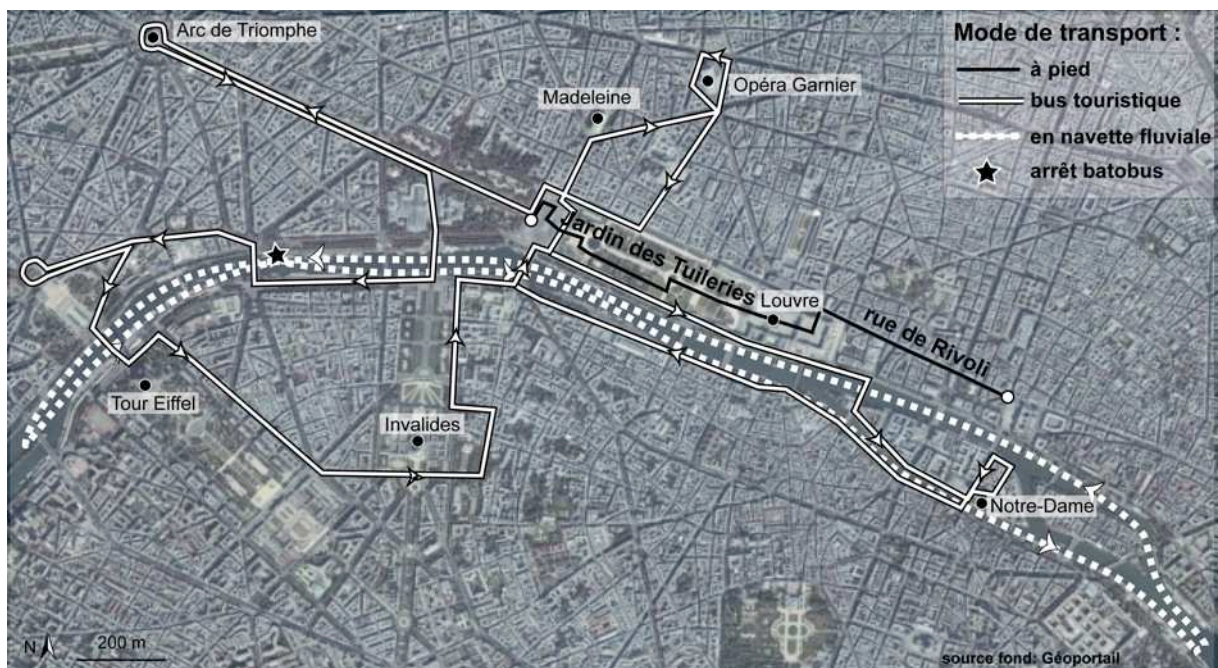 Arc de Triomphe
Madeleine
Opéra Garnier
Mode de transport :
à pied
bus touristique
en navette fluviale
arrêt batobus
Jardin des Tuileries
Louvre
rue de Rivoli
Tour Eiffel
Invalides
Notre-Dame
N
200 m
source fond: Géoportail